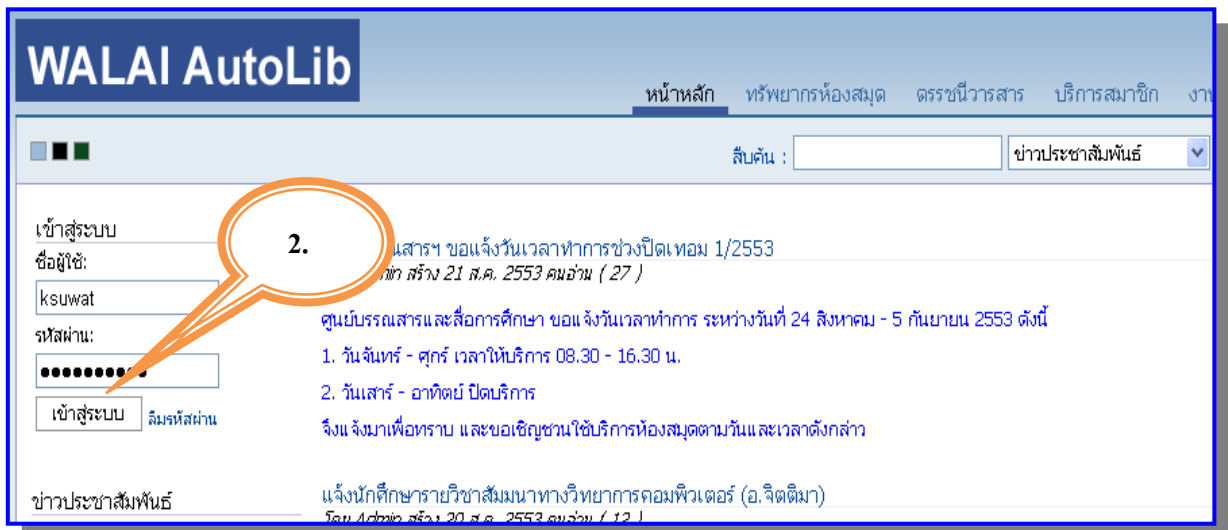 WALAI AutoLib
หน้าหลัก ทรัพยากรห้องสมุด ดรรชนีวารสาร บริการสมาชิก
สืบค้น : ข่าวประชาสัมพันธ์
เข้าสู่ระบบ
ชื่อผู้ใช้:
ksuwat
รหัสผ่าน:
••••••••••
เข้าสู่ระบบ ลืมรหัสผ่าน
ข่าวประชาสัมพันธ์
2.
ขอแจ้งวันเวลาทำการช่วงปิดเทอม 1/2553
สร้าง 21 ส.ค. 2553 คนอ่าน ( 27 )
ศูนย์บรรณสารและสื่อการศึกษา ขอแจ้งวันเวลาทำการ ระหว่างวันที่ 24 สิงหาคม - 5 กันยายน 2553 ดังนี้
1. วันจันทร์ - ศุกร์ เวลาให้บริการ 08.30 - 16.30 น.
2. วันเสาร์ - อาทิตย์ ปิดบริการ
จึงแจ้งมาเพื่อทราบ และขอเชิญชวนใช้บริการห้องสมุดตามวันและเวลาดังกล่าว
แจ้งนักศึกษารายวิชาสัมมนาทางวิทยาการคอมพิวเตอร์ (อ.จิตติมา)
โดย Admin สร้าง 20 ส.ค. 2553 คนอ่าน ( 13 )